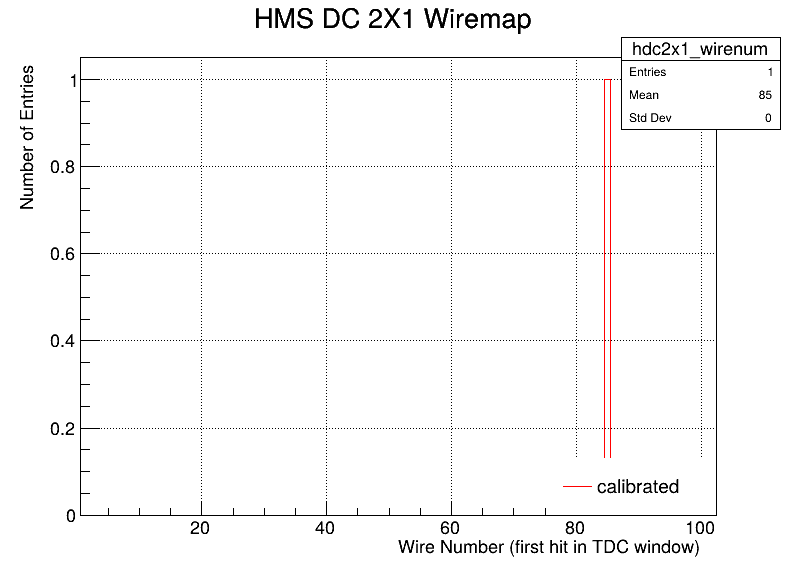 HMS DC 2X1 Wiremap
hdc2x1_wirenum
Entries 1
Mean 85
Std Dev 0
Number of Entries
1
0.8
0.6
0.4
0.2
0
calibrated
20 40 60 80 100
Wire Number (first hit in TDC window)